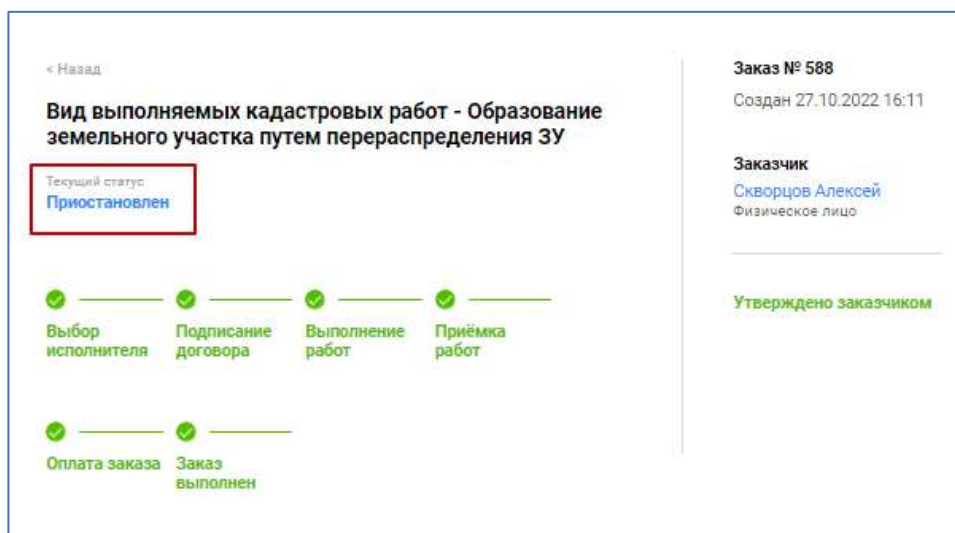 < Назад
Вид выполняемых кадастровых работ - Образование
земельного участка путем перераспределения ЗУ
Текущий статус
Приостановлен
Выбор
исполнителя
Подписание
договора
Выполнение
работ
Приёмка
работ
Оплата заказа
Заказ
выполнен
Заказ № 588
Создан 27.10.2022 16:11
Заказчик
Скворцов Алексей
Физическое лицо
Утверждено заказчиком